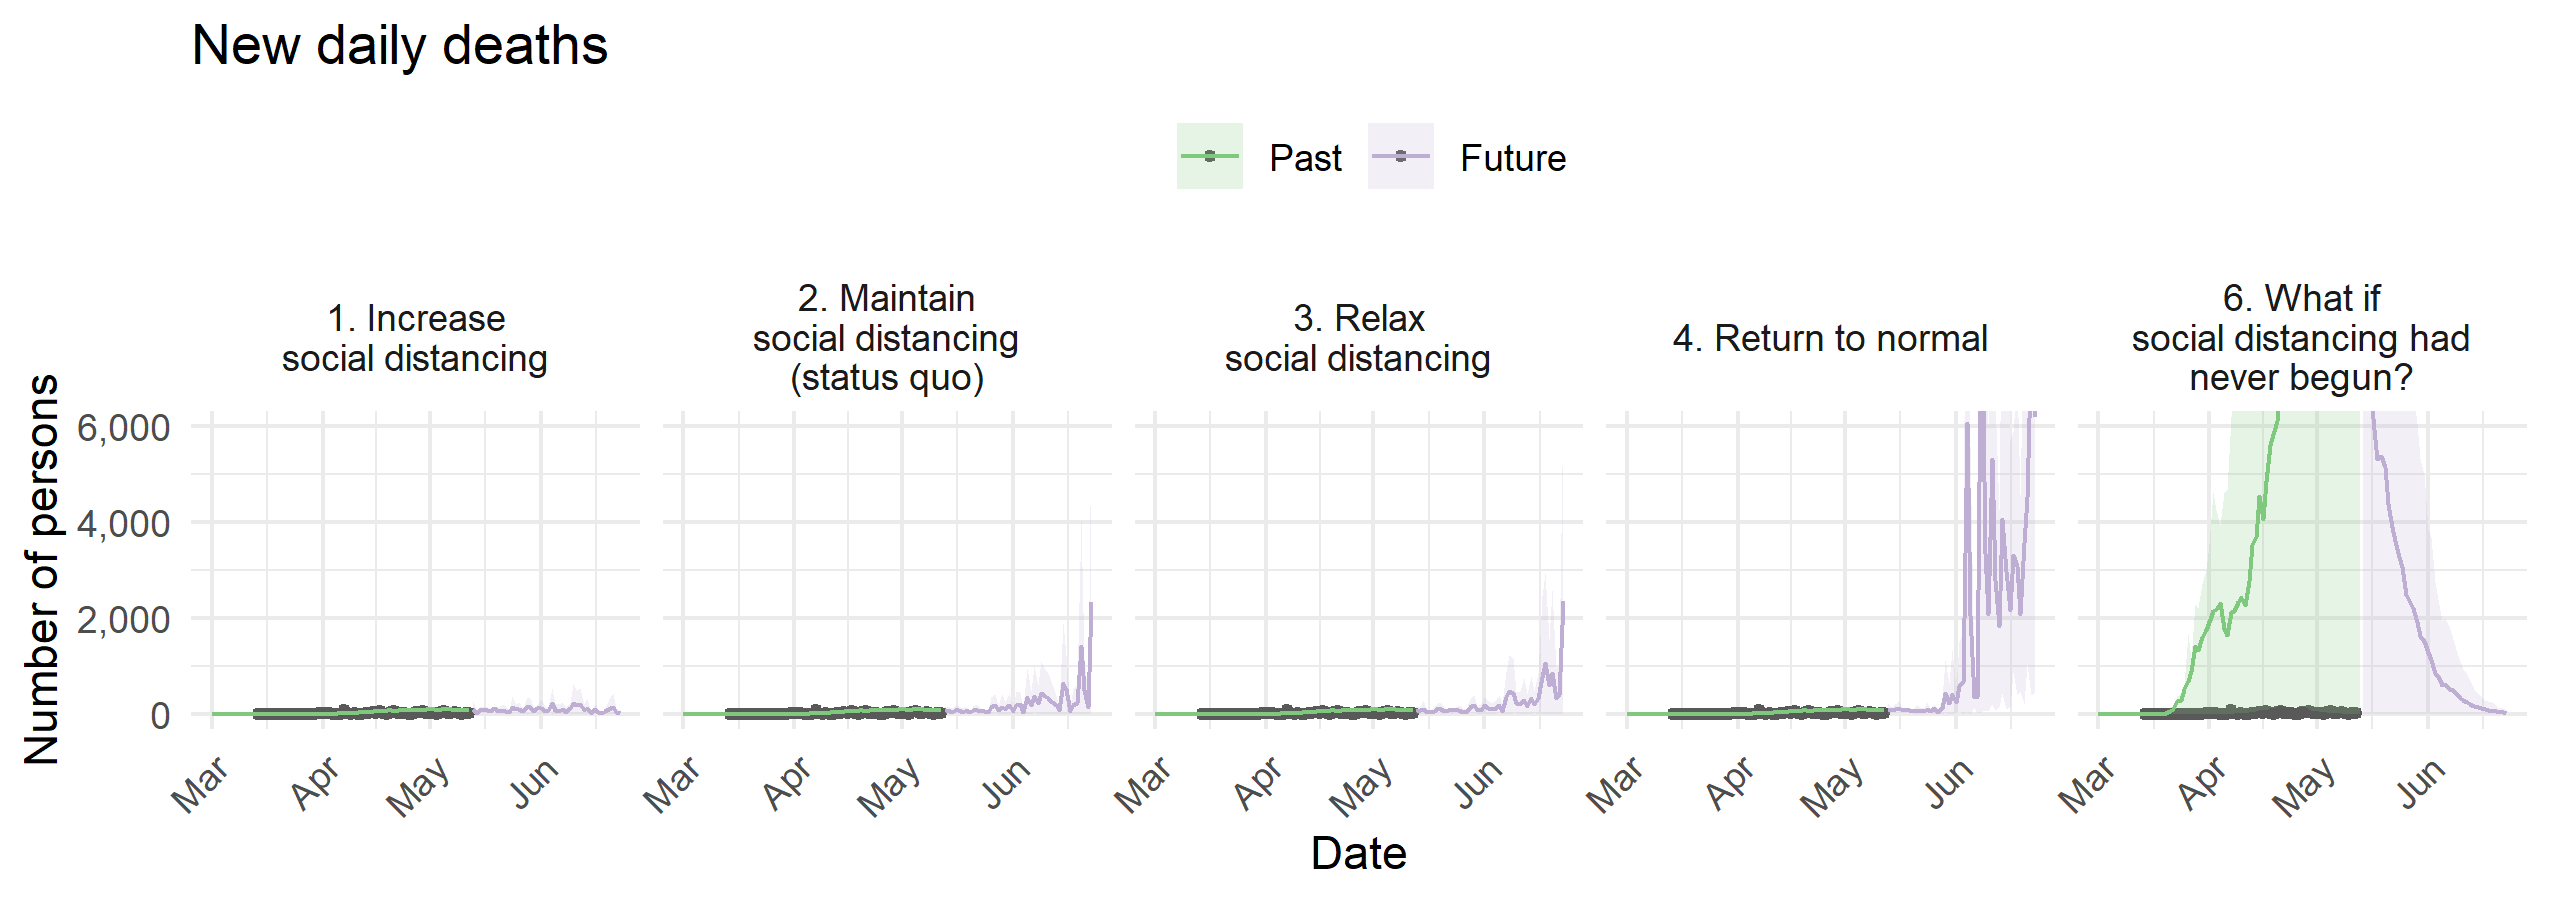 New daily deaths
Past
Future
1. Increase
social distancing
2. Maintain
social distancing
(status quo)
3. Relax
social distancing
4. Return to normal
6. What if
social distancing had
never begun?
Number of persons
6,000
4,000
2,000
0
Mar
Apr
May
Jun
Mar
Apr
May
Jun
Mar
Apr
May
Jun
Mar
Apr
May
Jun
Mar
Apr
May
Jun
Date